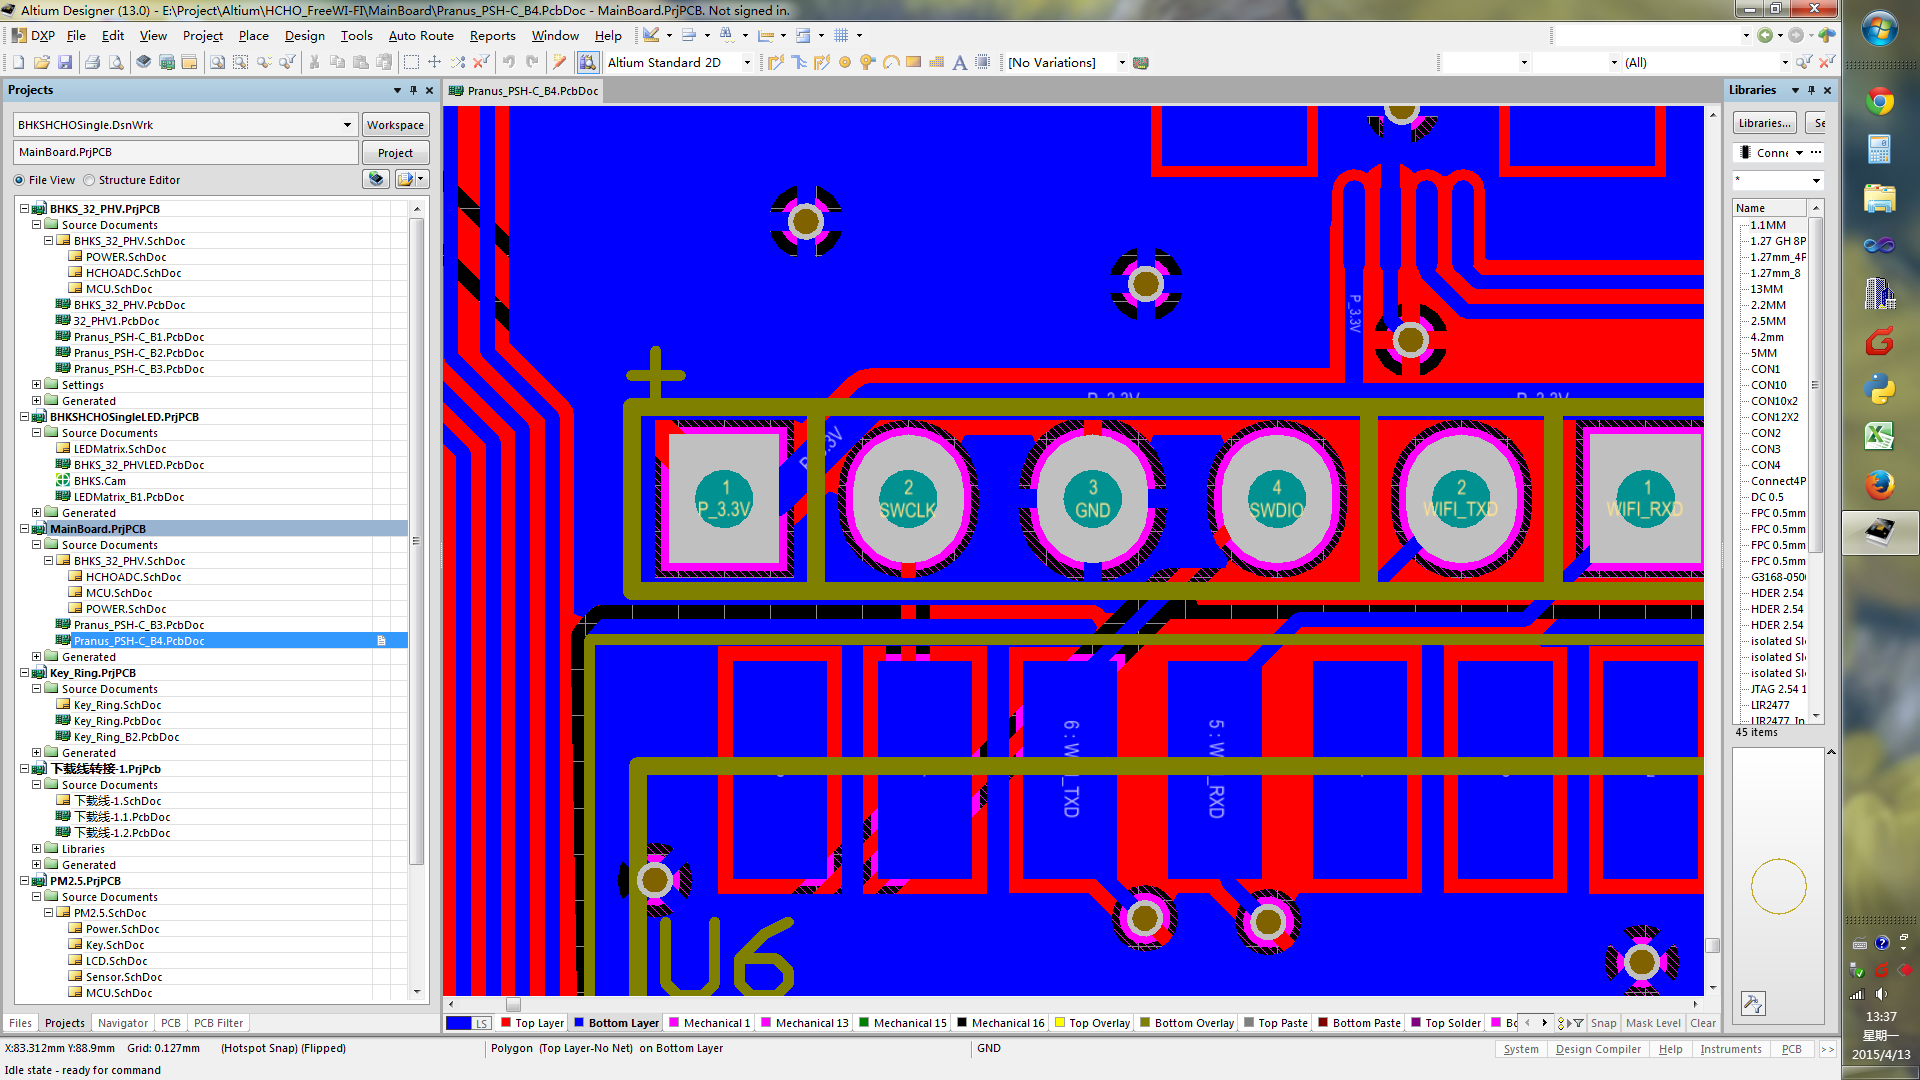 Altium Designer (13.0) - E:\Project\Altium\HCHO_FreeWI-FI\MainBoard\Pranus_PSH-C_B4.PcbDoc - MainBoard.PrjPCB. Not signed in.
DXP File Edit View Project Place Design Tools Auto Route Reports Window Help
Altium Standard 2D [No Variations] (All)
Projects
Pranus_PSH-C_B4.PcbDoc
Libraries
BHKSHCHOSingle.DsnWrk Workspace
MainBoard.PrjPCB Project
File View Structure Editor
BHKS_32_PHV.PrjPCB
Source Documents
BHKS_32_PHV.SchDoc
POWER.SchDoc
HCHOADC.SchDoc
MCU.SchDoc
BHKS_32_PHV.PcbDoc
32_PHV1.PcbDoc
Pranus_PSH-C_B1.PcbDoc
Pranus_PSH-C_B2.PcbDoc
Pranus_PSH-C_B3.PcbDoc
Settings
Generated
BHKSHCHOSingleLED.PrjPCB
Source Documents
LEDMatrix.SchDoc
BHKS_32_PHVLED.PcbDoc
BHKS.Cam
LEDMatrix_B1.PcbDoc
Generated
MainBoard.PrjPCB
Source Documents
BHKS_32_PHV.SchDoc
HCHOADC.SchDoc
MCU.SchDoc
POWER.SchDoc
Pranus_PSH-C_B3.PcbDoc
Pranus_PSH-C_B4.PcbDoc
Generated
Key_Ring.PrjPCB
Source Documents
Key_Ring.SchDoc
Key_Ring.PcbDoc
Key_Ring_B2.PcbDoc
Generated
下载线转接-1.PrjPcb
Source Documents
下载线-1.SchDoc
下载线-1.1.PcbDoc
下载线-1.2.PcbDoc
Libraries
Generated
PM2.5.PrjPCB
Source Documents
PM2.5.SchDoc
Power.SchDoc
Key.SchDoc
LCD.SchDoc
Sensor.SchDoc
MCU.SchDoc
Files Projects Navigator PCB PCB Filter
P_3.3V
P_3.3V
1
P_3.3V
2
SWCLK
3
GND
4
SWDIO
2
WIFI_TXD
1
WIFI_RXD
U6
Libraries... Se
Conne
*
Name
1.1MM
1.27 GH 8P
1.27mm_4P
1.27mm_8
13MM
2.2MM
2.5MM
4.2mm
5MM
CON1
CON10
CON10x2
CON12X2
CON2
CON3
CON4
Connect4P
DC 0.5
FPC 0.5mm
FPC 0.5mm
FPC 0.5mm
FPC 0.5mm
G3168-050
HDER 2.54
HDER 2.54
HDER 2.54
isolated Sl
isolated Sl
isolated Sl
JTAG 2.54 1
LIR2477
LIR2477_In
45 items
LS Top Layer Bottom Layer Mechanical 1 Mechanical 13 Mechanical 15 Mechanical 16 Top Overlay Bottom Overlay Top Paste Bottom Paste Top Solder Bo Snap Mask Level Clear
X:83.312mm Y:88.9mm Grid: 0.127mm (Hotspot Snap) (Flipped) Polygon (Top Layer-No Net) on Bottom Layer GND System Design Compiler Help Instruments PCB >>
Idle state - ready for command
13:37
星期一
2015/4/13